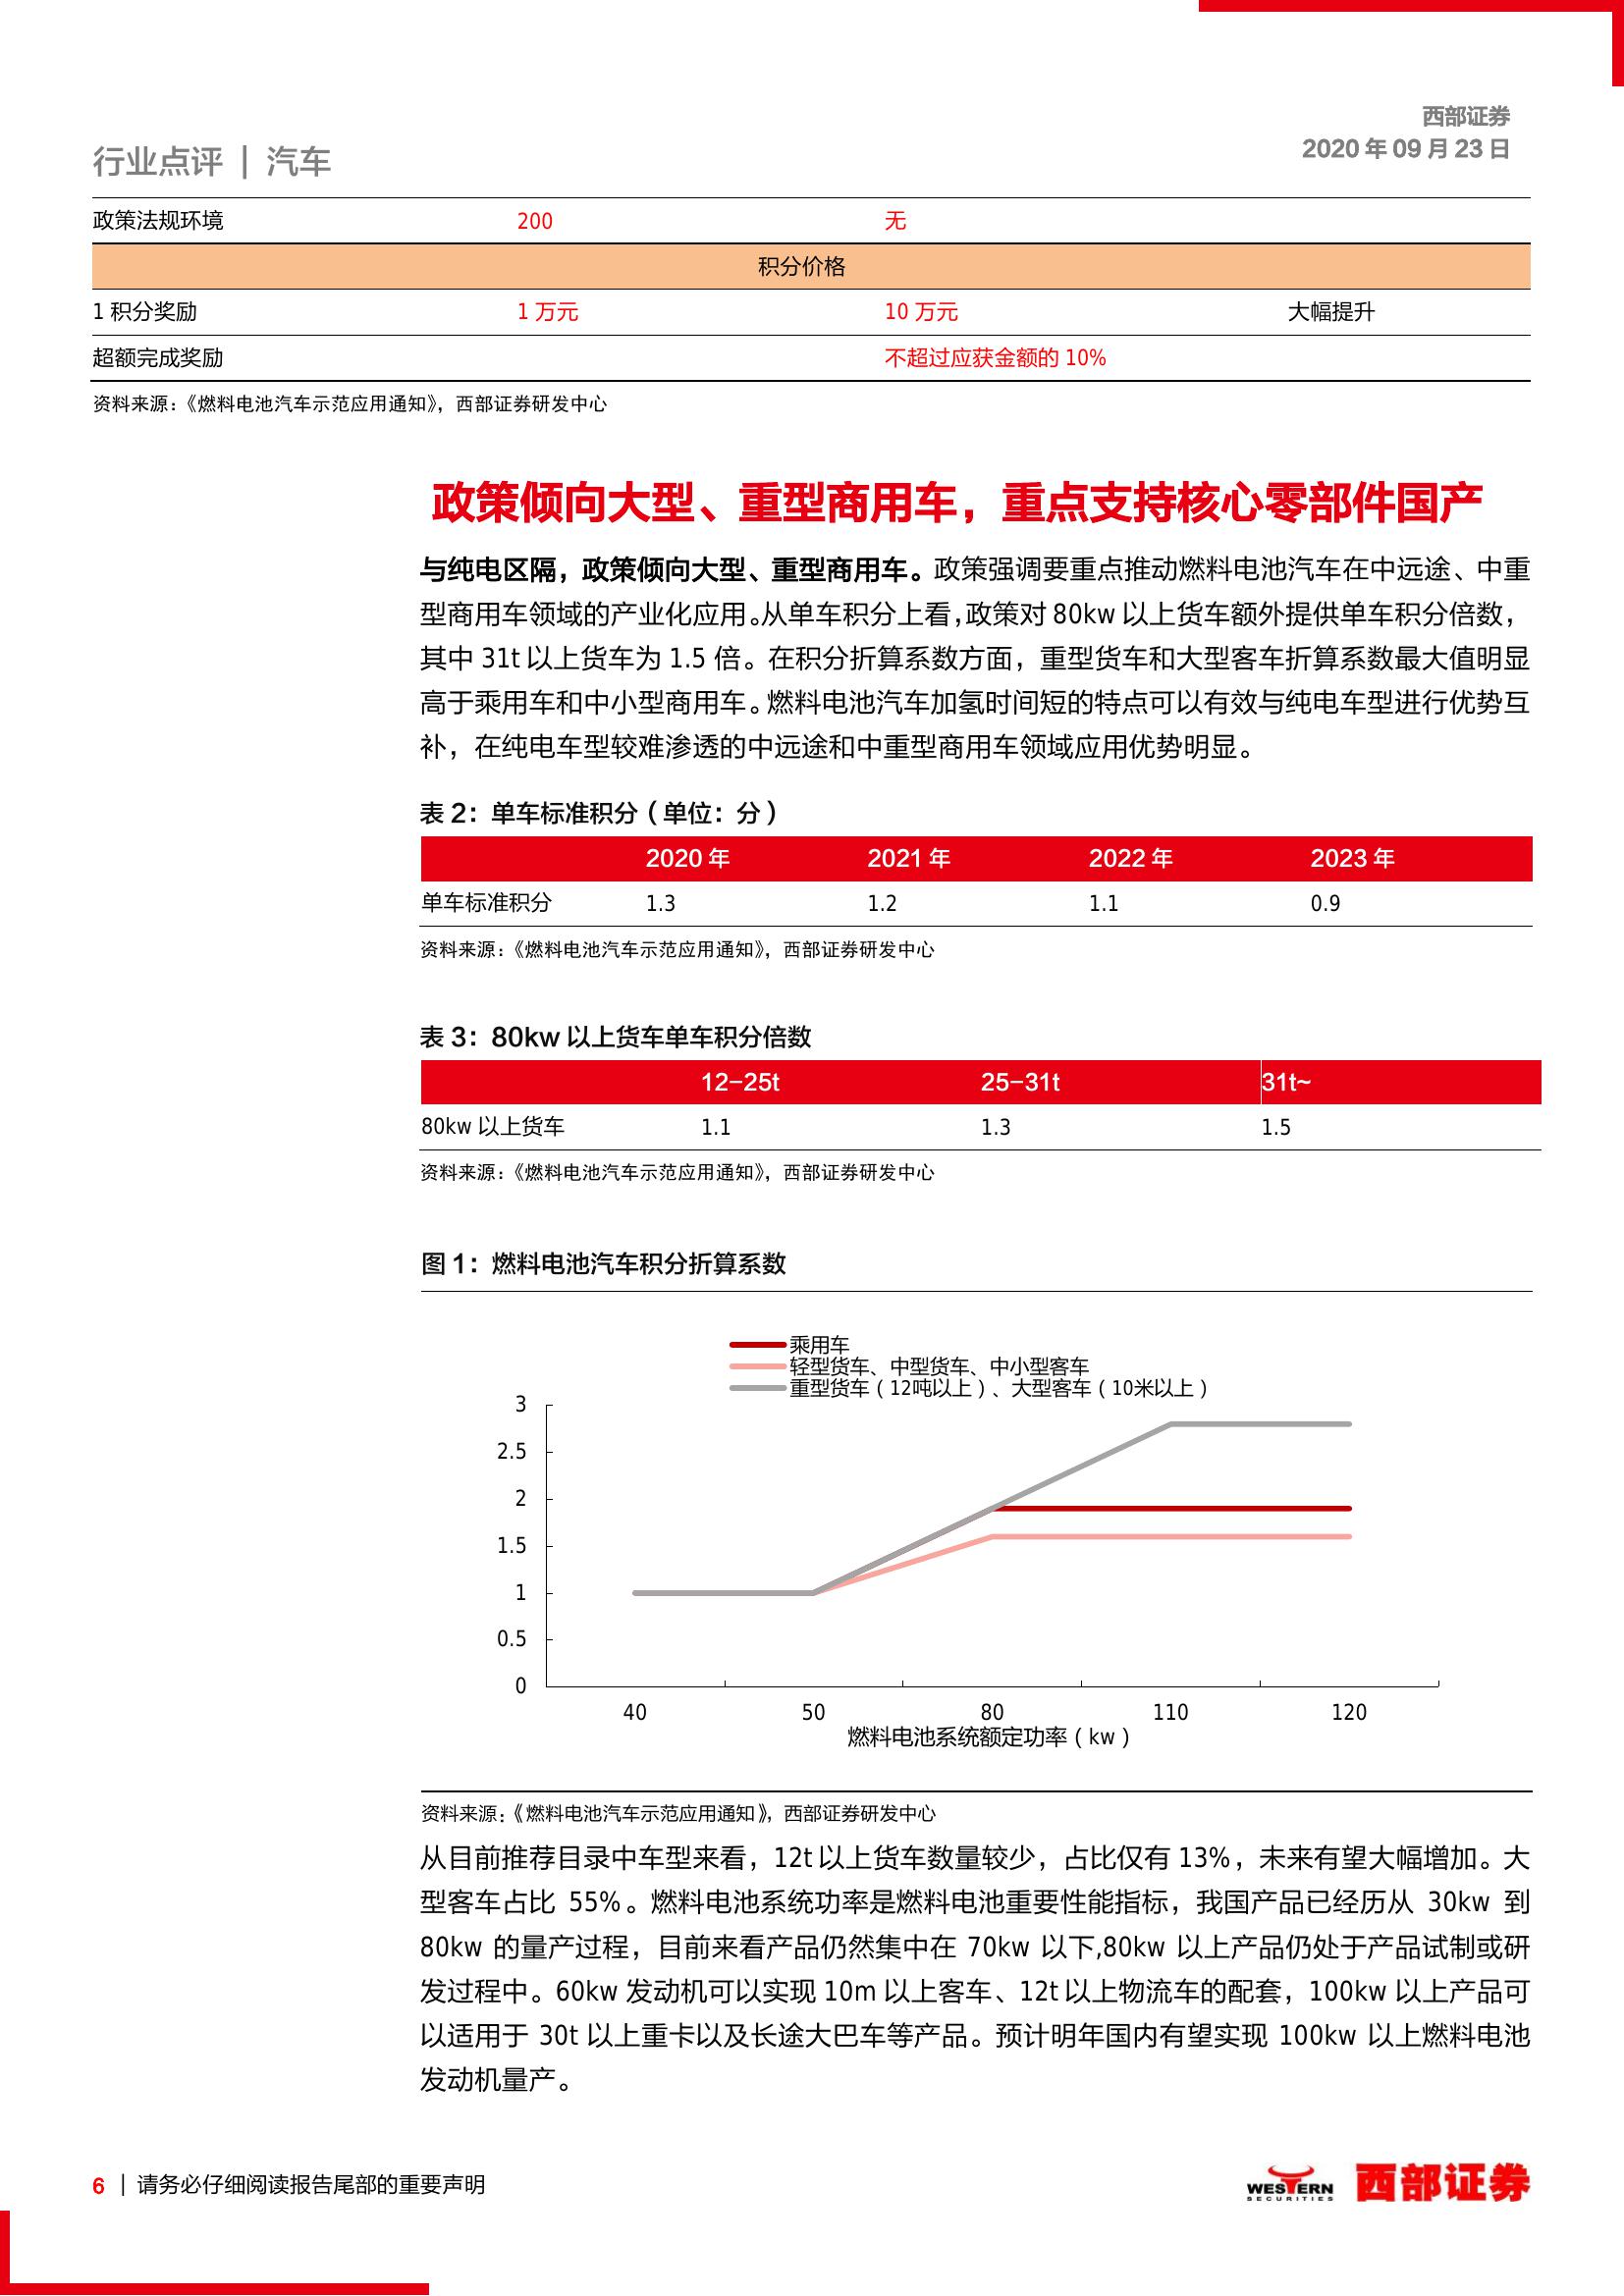 西部证券
2020 年 09 月 23 日
行业点评 | 汽车
政策法规环境 200 无
积分价格
1 积分奖励 1 万元 10 万元 大幅提升
超额完成奖励 不超过应获金额的 10%
资料来源：《燃料电池汽车示范应用通知》，西部证券研发中心
政策倾向大型、重型商用车，重点支持核心零部件国产
与纯电区隔，政策倾向大型、重型商用车。政策强调要重点推动燃料电池汽车在中远途、中重
型商用车领域的产业化应用。从单车积分上看，政策对 80kw 以上货车额外提供单车积分倍数，
其中 31t 以上货车为 1.5 倍。在积分折算系数方面，重型货车和大型客车折算系数最大值明显
高于乘用车和中小型商用车。燃料电池汽车加氢时间短的特点可以有效与纯电车型进行优势互
补，在纯电车型较难渗透的中远途和中重型商用车领域应用优势明显。
表 2：单车标准积分（单位：分）
2020 年 2021 年 2022 年 2023 年
单车标准积分 1.3 1.2 1.1 0.9
资料来源：《燃料电池汽车示范应用通知》，西部证券研发中心
表 3：80kw 以上货车单车积分倍数
12-25t 25-31t 31t~
80kw 以上货车 1.1 1.3 1.5
资料来源：《燃料电池汽车示范应用通知》，西部证券研发中心
图 1：燃料电池汽车积分折算系数
乘用车
轻型货车、中型货车、中小型客车
重型货车（12吨以上）、大型客车（10米以上）
3
2.5
2
1.5
1
0.5
0
40 50 80 110 120
燃料电池系统额定功率（kw）
资料来源：《燃料电池汽车示范应用通知》，西部证券研发中心
从目前推荐目录中车型来看，12t 以上货车数量较少，占比仅有 13%，未来有望大幅增加。大
型客车占比 55%。燃料电池系统功率是燃料电池重要性能指标，我国产品已经历从 30kw 到
80kw 的量产过程，目前来看产品仍然集中在 70kw 以下,80kw 以上产品仍处于产品试制或研
发过程中。60kw 发动机可以实现 10m 以上客车、12t 以上物流车的配套，100kw 以上产品可
以适用于 30t 以上重卡以及长途大巴车等产品。预计明年国内有望实现 100kw 以上燃料电池
发动机量产。
6 | 请务必仔细阅读报告尾部的重要声明
WESTERN
SECURITIES
西部证券